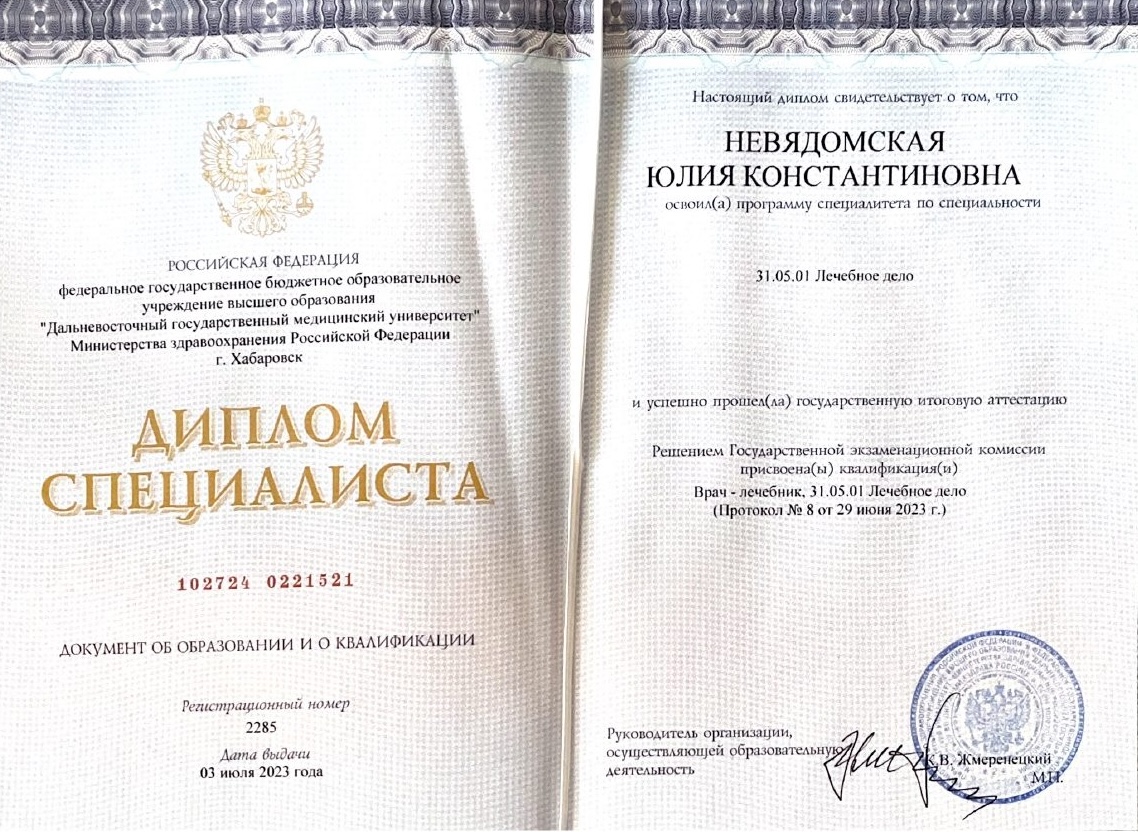 РОССИЙСКАЯ ФЕДЕРАЦИЯ
федеральное государственное бюджетное образовательное
учреждение высшего образования
"Дальневосточный государственный медицинский университет"
Министерства здравоохранения Российской Федерации
г. Хабаровск
ДИПЛОМ
СПЕЦИАЛИСТА
102724 0221521
ДОКУМЕНТ ОБ ОБРАЗОВАНИИ И О КВАЛИФИКАЦИИ
Регистрационный номер
2285
Дата выдачи
03 июля 2023 года
Настоящий диплом свидетельствует о том, что
НЕВЯДОМСКАЯ
ЮЛИЯ КОНСТАНТИНОВНА
освоил(а) программу специалитета по специальности
31.05.01 Лечебное дело
и успешно прошел(ла) государственную итоговую аттестацию
Решением Государственной экзаменационной комиссии
присвоена(ы) квалификация(и)
Врач - лечебник, 31.05.01 Лечебное дело
(Протокол № 8 от 29 июня 2023 г.)
Руководитель организации,
осуществляющей образовательную
деятельность
К.В. Жмеренецкий
М.П.